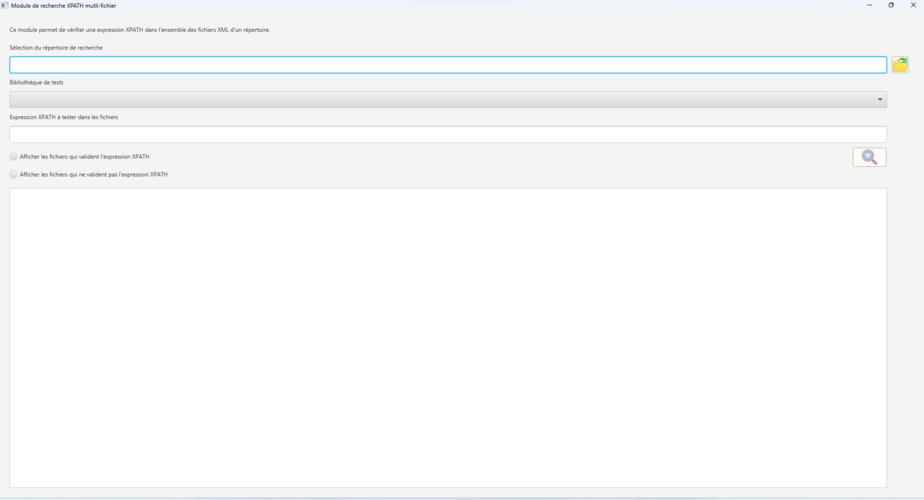 Module de recherche XPATH mutli-fichier
Ce module permet de vérifier une expression XPATH dans l'ensemble des fichiers XML d'un répertoire.
Sélection du répertoire de recherche
Bibliothèque de tests
Expression XPATH à tester dans les fichiers
Afficher les fichiers qui valident l'expression XPATH
Afficher les fichiers qui ne valident pas l'expression XPATH